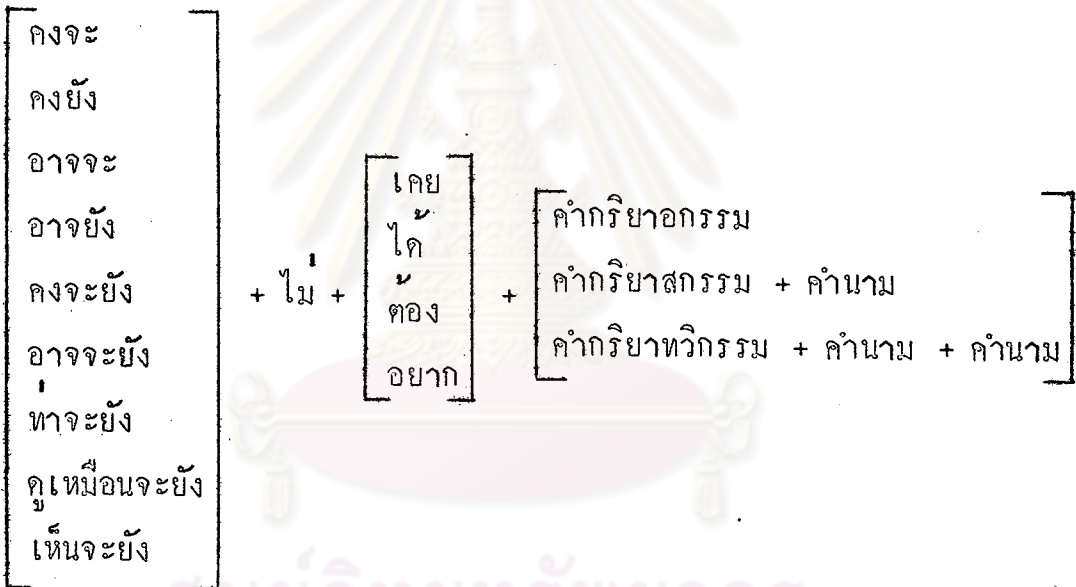 คงจะ
คงยัง
อาจจะ
อาจยัง
คงจะยัง
อาจจะยัง
ท่าจะยัง
ดูเหมือนจะยัง
เห็นจะยัง
+ ไม่ +
เคย
ได้
ต้อง
อยาก
+
คำกริยาอกรรม
คำกริยาสกรรม + คำนาม
คำกริยาทวิกรรม + คำนาม + คำนาม